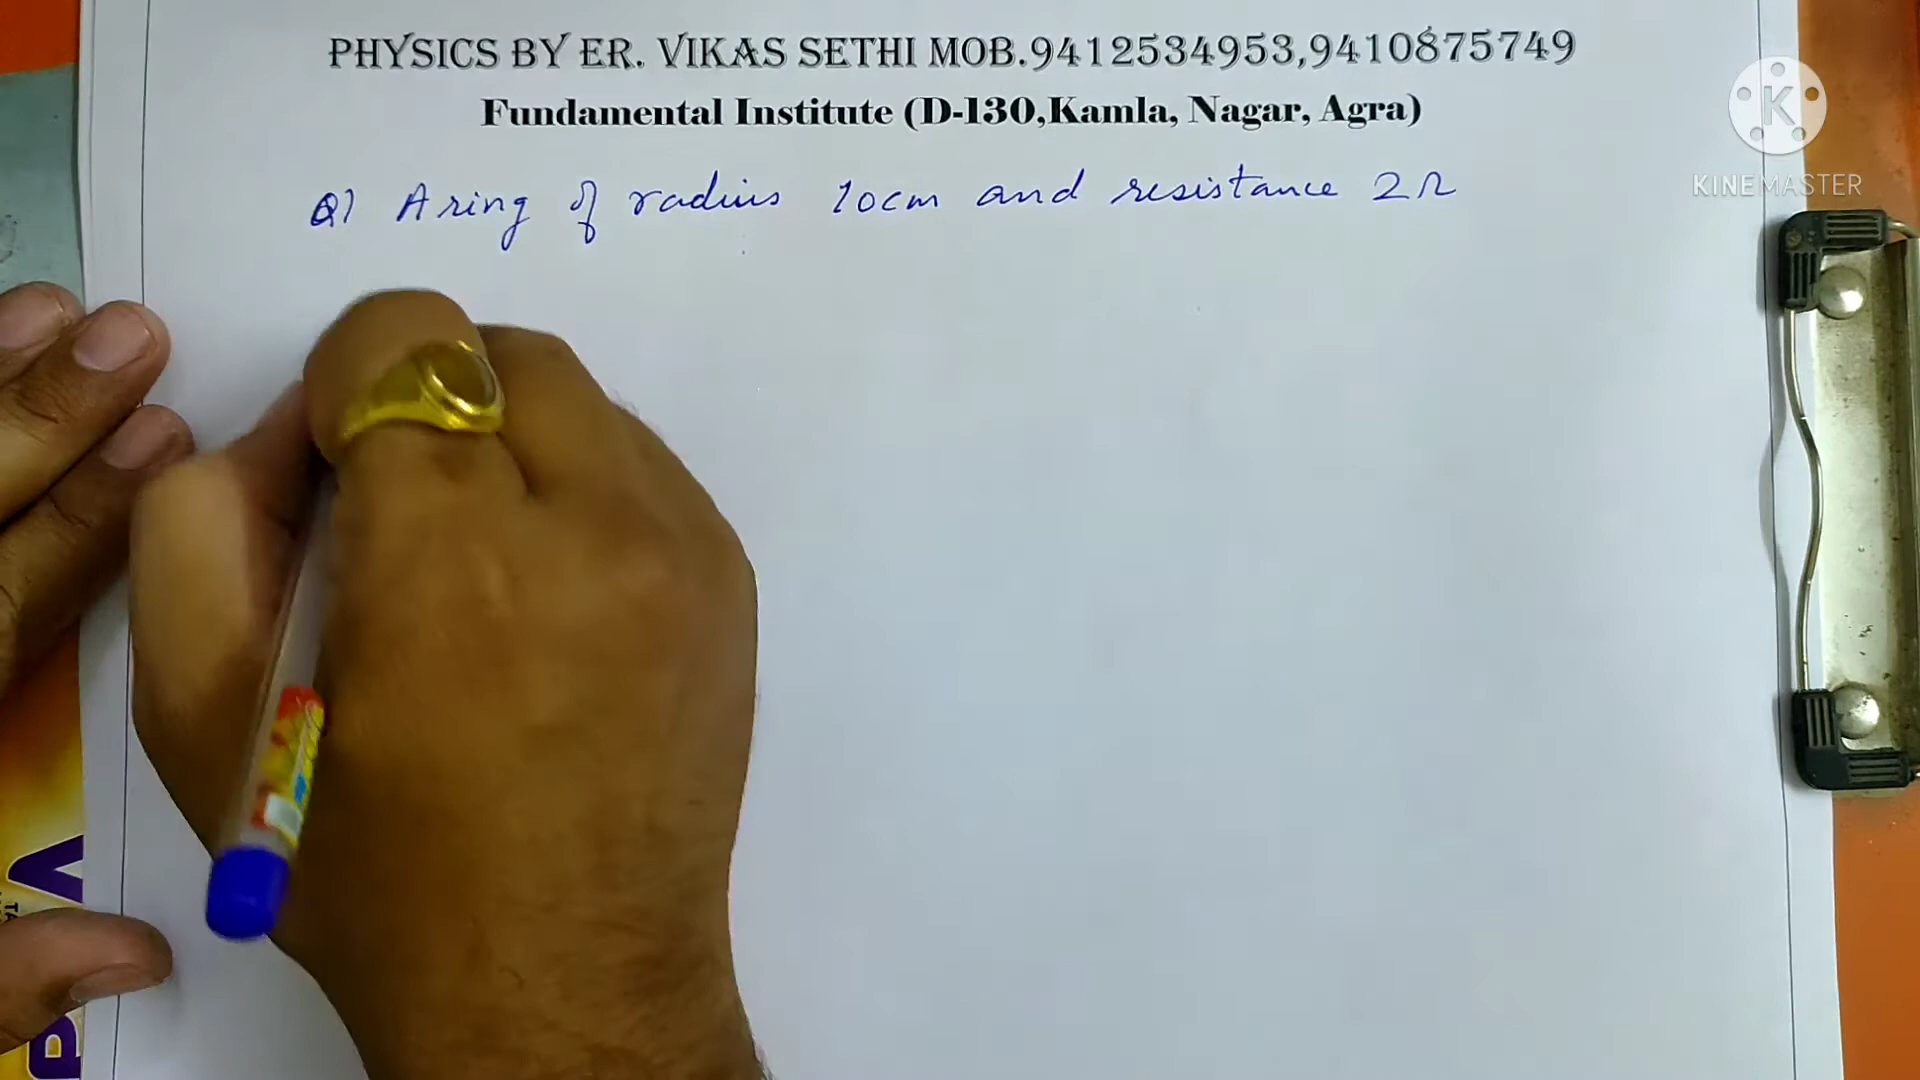 PHYSICS BY ER. VIKAS SETHI MOB.9412534953,9410875749
Fundamental Institute (D-130,Kamla, Nagar, Agra)
K
KINEMASTER
Q) A ring of radius 10cm and resistance 2Ω